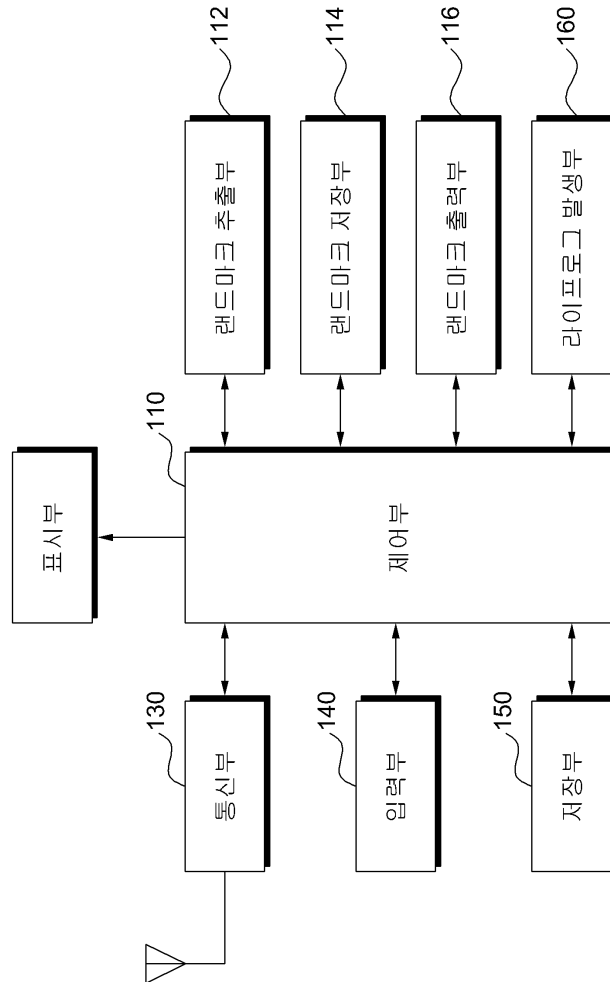 표시부
130
통신부
140
입력부
150
저장부
110
제어부
랜드마크 추출부
112
랜드마크 저장부
114
랜드마크 출력부
116
라이프로그 발생부
160